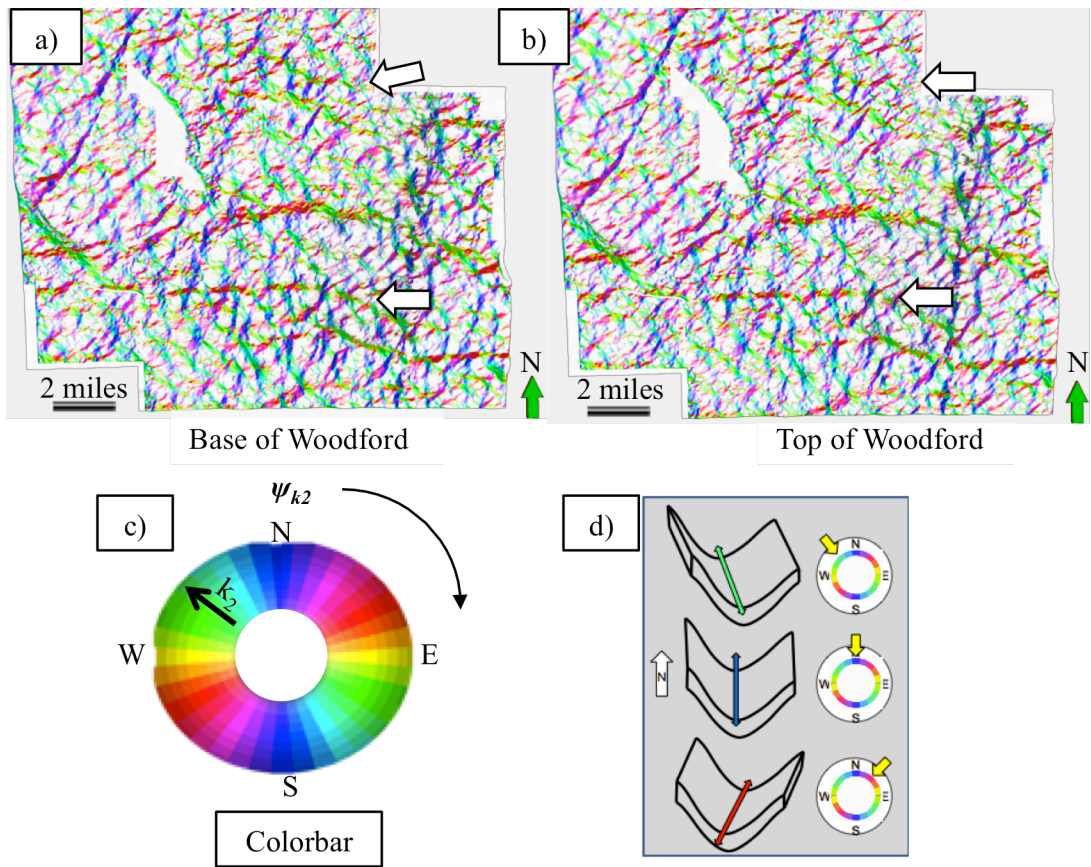 a)
b)
N
2 miles
N
2 miles
Base of Woodford
Top of Woodford
c)
ψk2
N
k2
W
E
S
Colorbar
d)
N
W
E
S
N
N
W
E
S
N
W
E
S